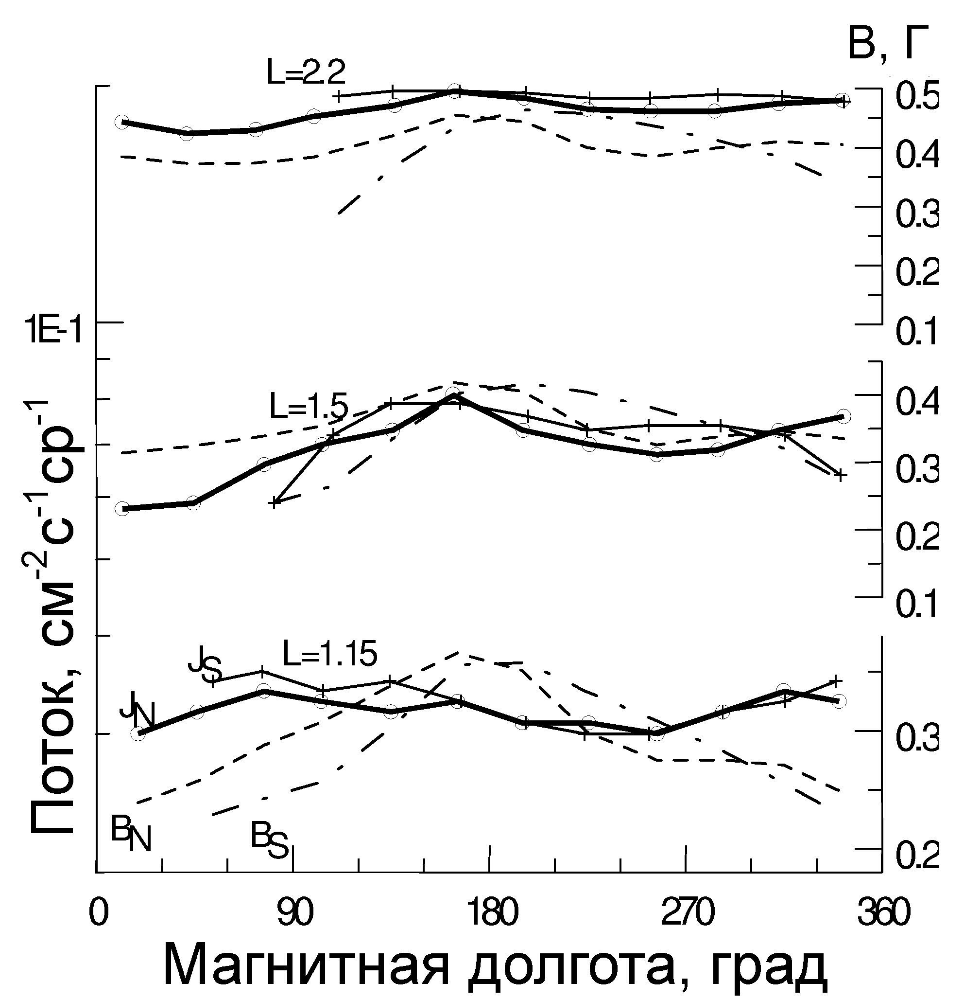 B, Г
L=2.2
0.5
0.4
0.3
0.2
1E-1
0.1
L=1.5
0.4
0.3
0.2
0.1
L=1.15
JS
JN
0.3
BN
BS
0.2
Поток, см-2с-1ср-1
0 90 180 270 360
Магнитная долгота, град